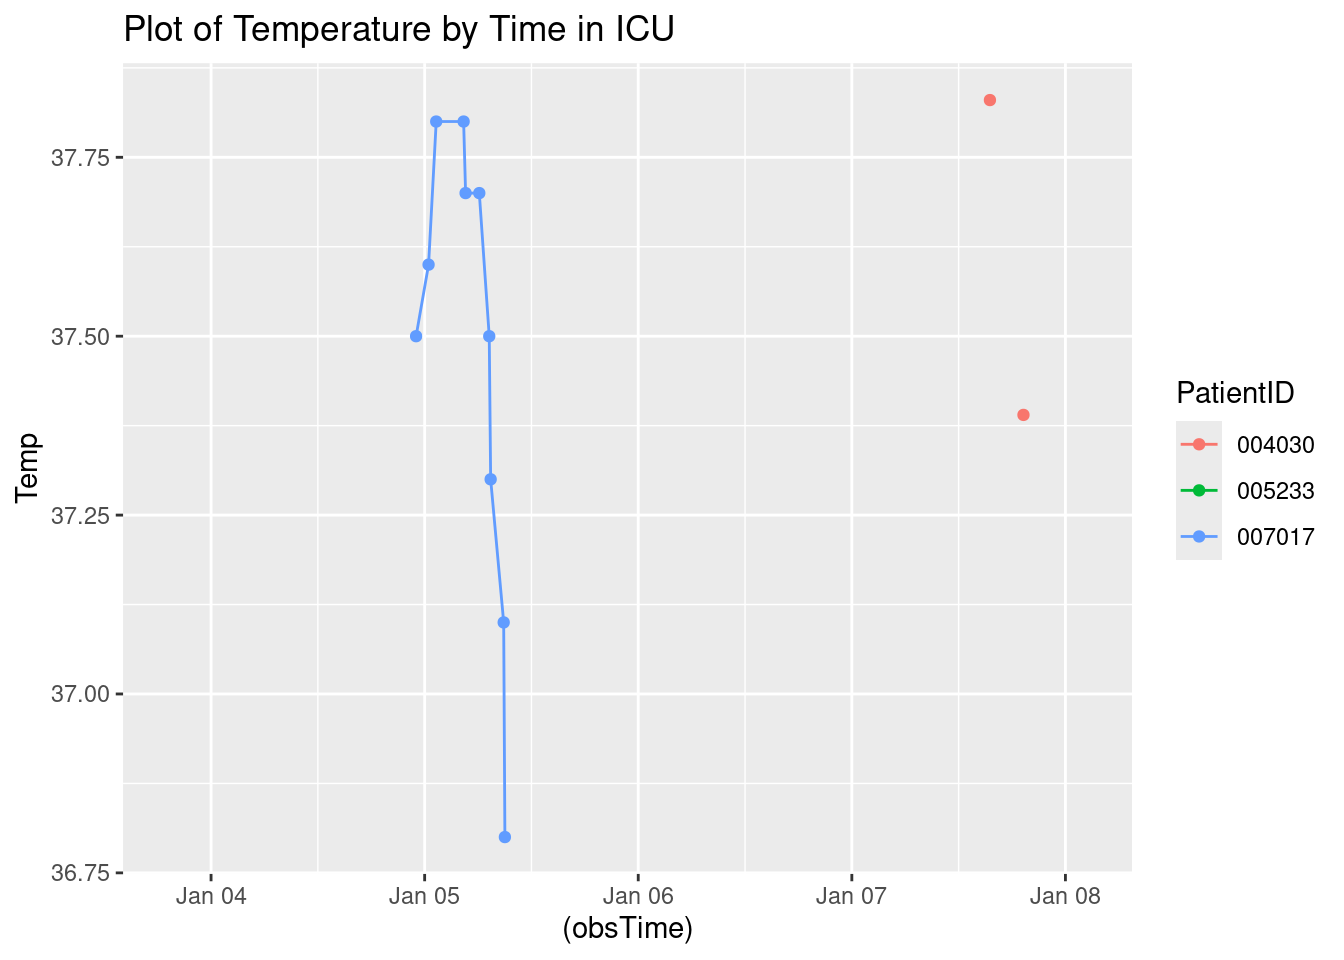 Plot of Temperature by Time in ICU
37.75
37.50
37.25
37.00
36.75
Temp
Jan 04
Jan 05
Jan 06
Jan 07
Jan 08
(obsTime)
PatientID
004030
005233
007017